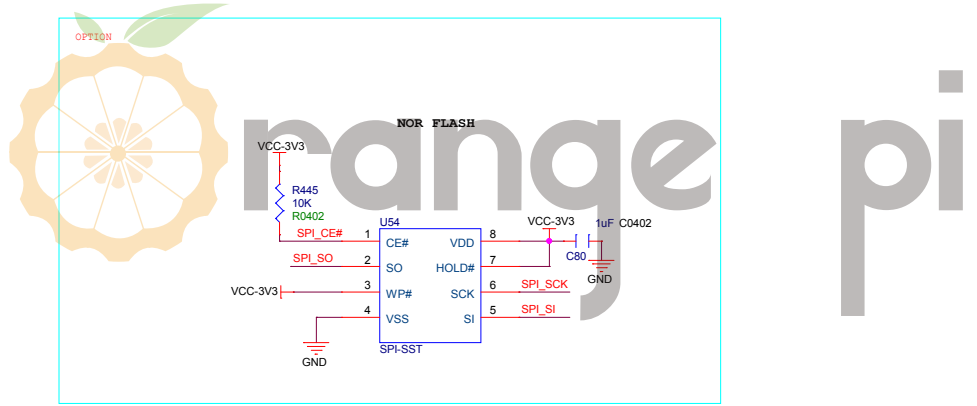 OPTION
range pi
NOR FLASH
VCC-3V3
R445
10K
R0402
U54
VCC-3V3
1uF C0402
SPI_CE# 1 CE# VDD 8
C80
SPI_SO 2 SO HOLD# 7
GND
VCC-3V3 3 WP# SCK 6 SPI_SCK
4 VSS SI 5 SPI_SI
SPI-SST
GND